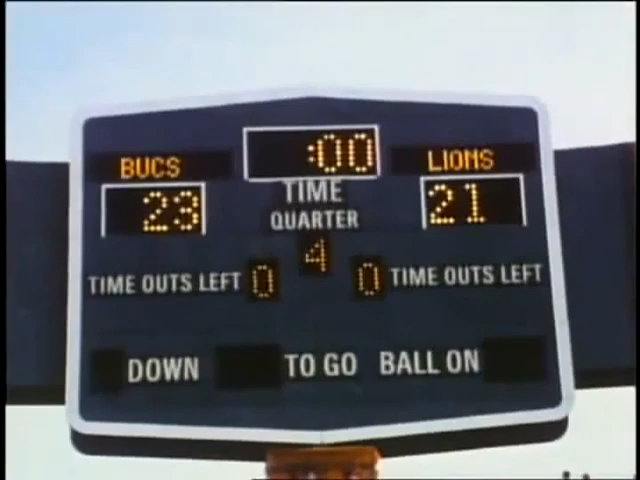 :00
BUCS
LIONS
23
TIME
21
QUARTER
4
TIME OUTS LEFT 0
0 TIME OUTS LEFT
DOWN TO GO BALL ON